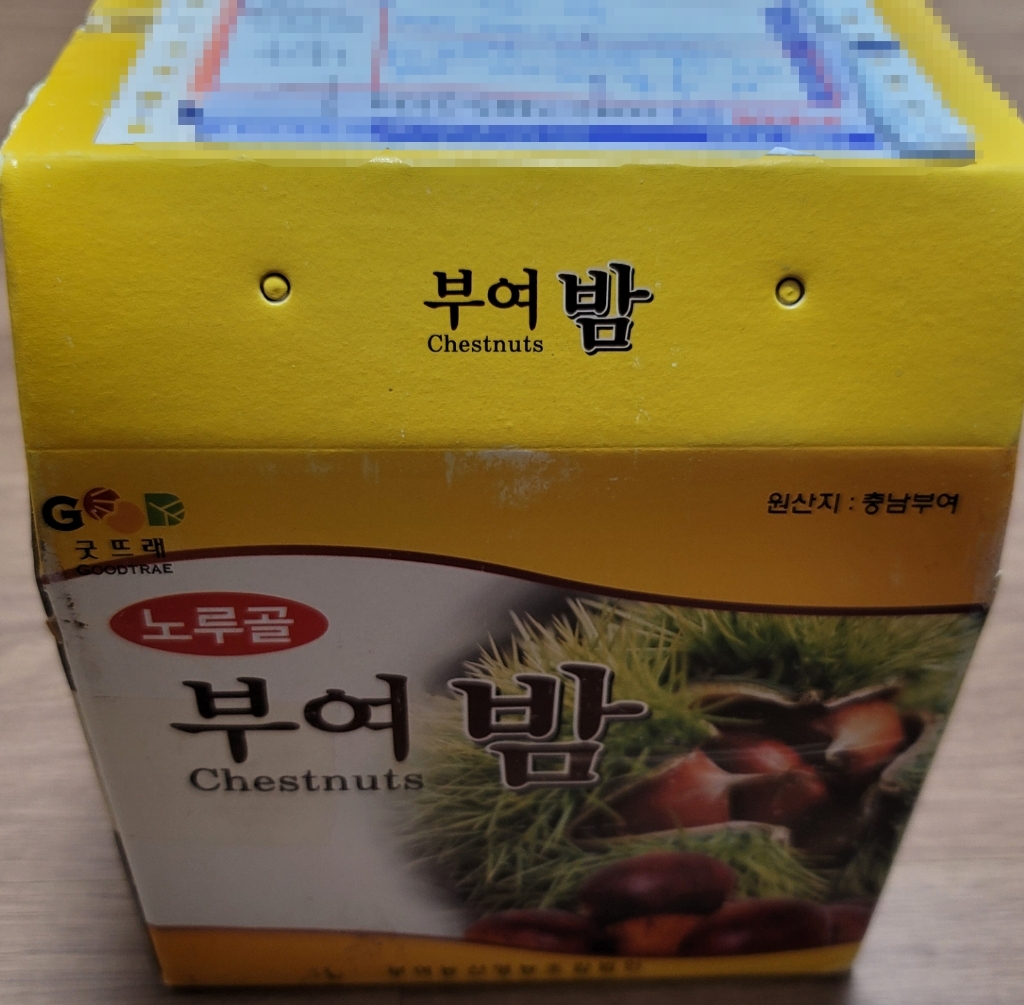 부여 밤
Chestnuts
GOOD
굿뜨래
GOODTRAE
원산지 : 충남부여
노루골
부여 밤
Chestnuts